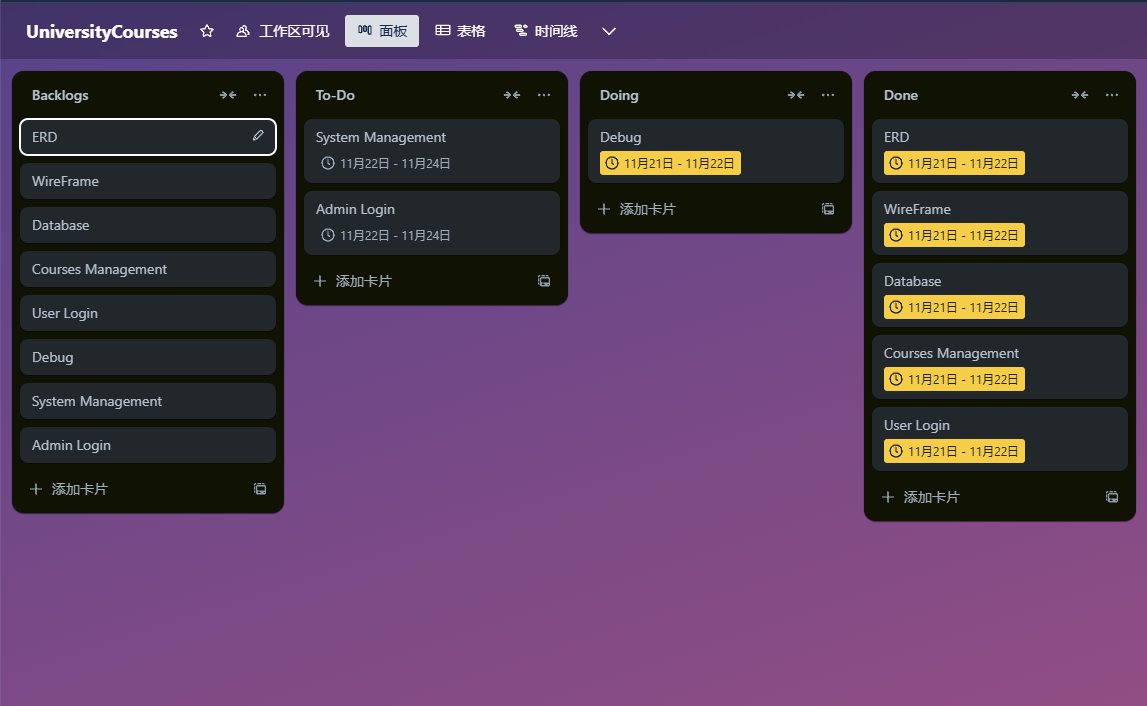 UniversityCourses 工作区可见 面板 表格 时间线
Backlogs
ERD
WireFrame
Database
Courses Management
User Login
Debug
System Management
Admin Login
添加卡片
To-Do
System Management
11月22日 - 11月24日
Admin Login
11月22日 - 11月24日
添加卡片
Doing
Debug
11月21日 - 11月22日
添加卡片
Done
ERD
11月21日 - 11月22日
WireFrame
11月21日 - 11月22日
Database
11月21日 - 11月22日
Courses Management
11月21日 - 11月22日
User Login
11月21日 - 11月22日
添加卡片